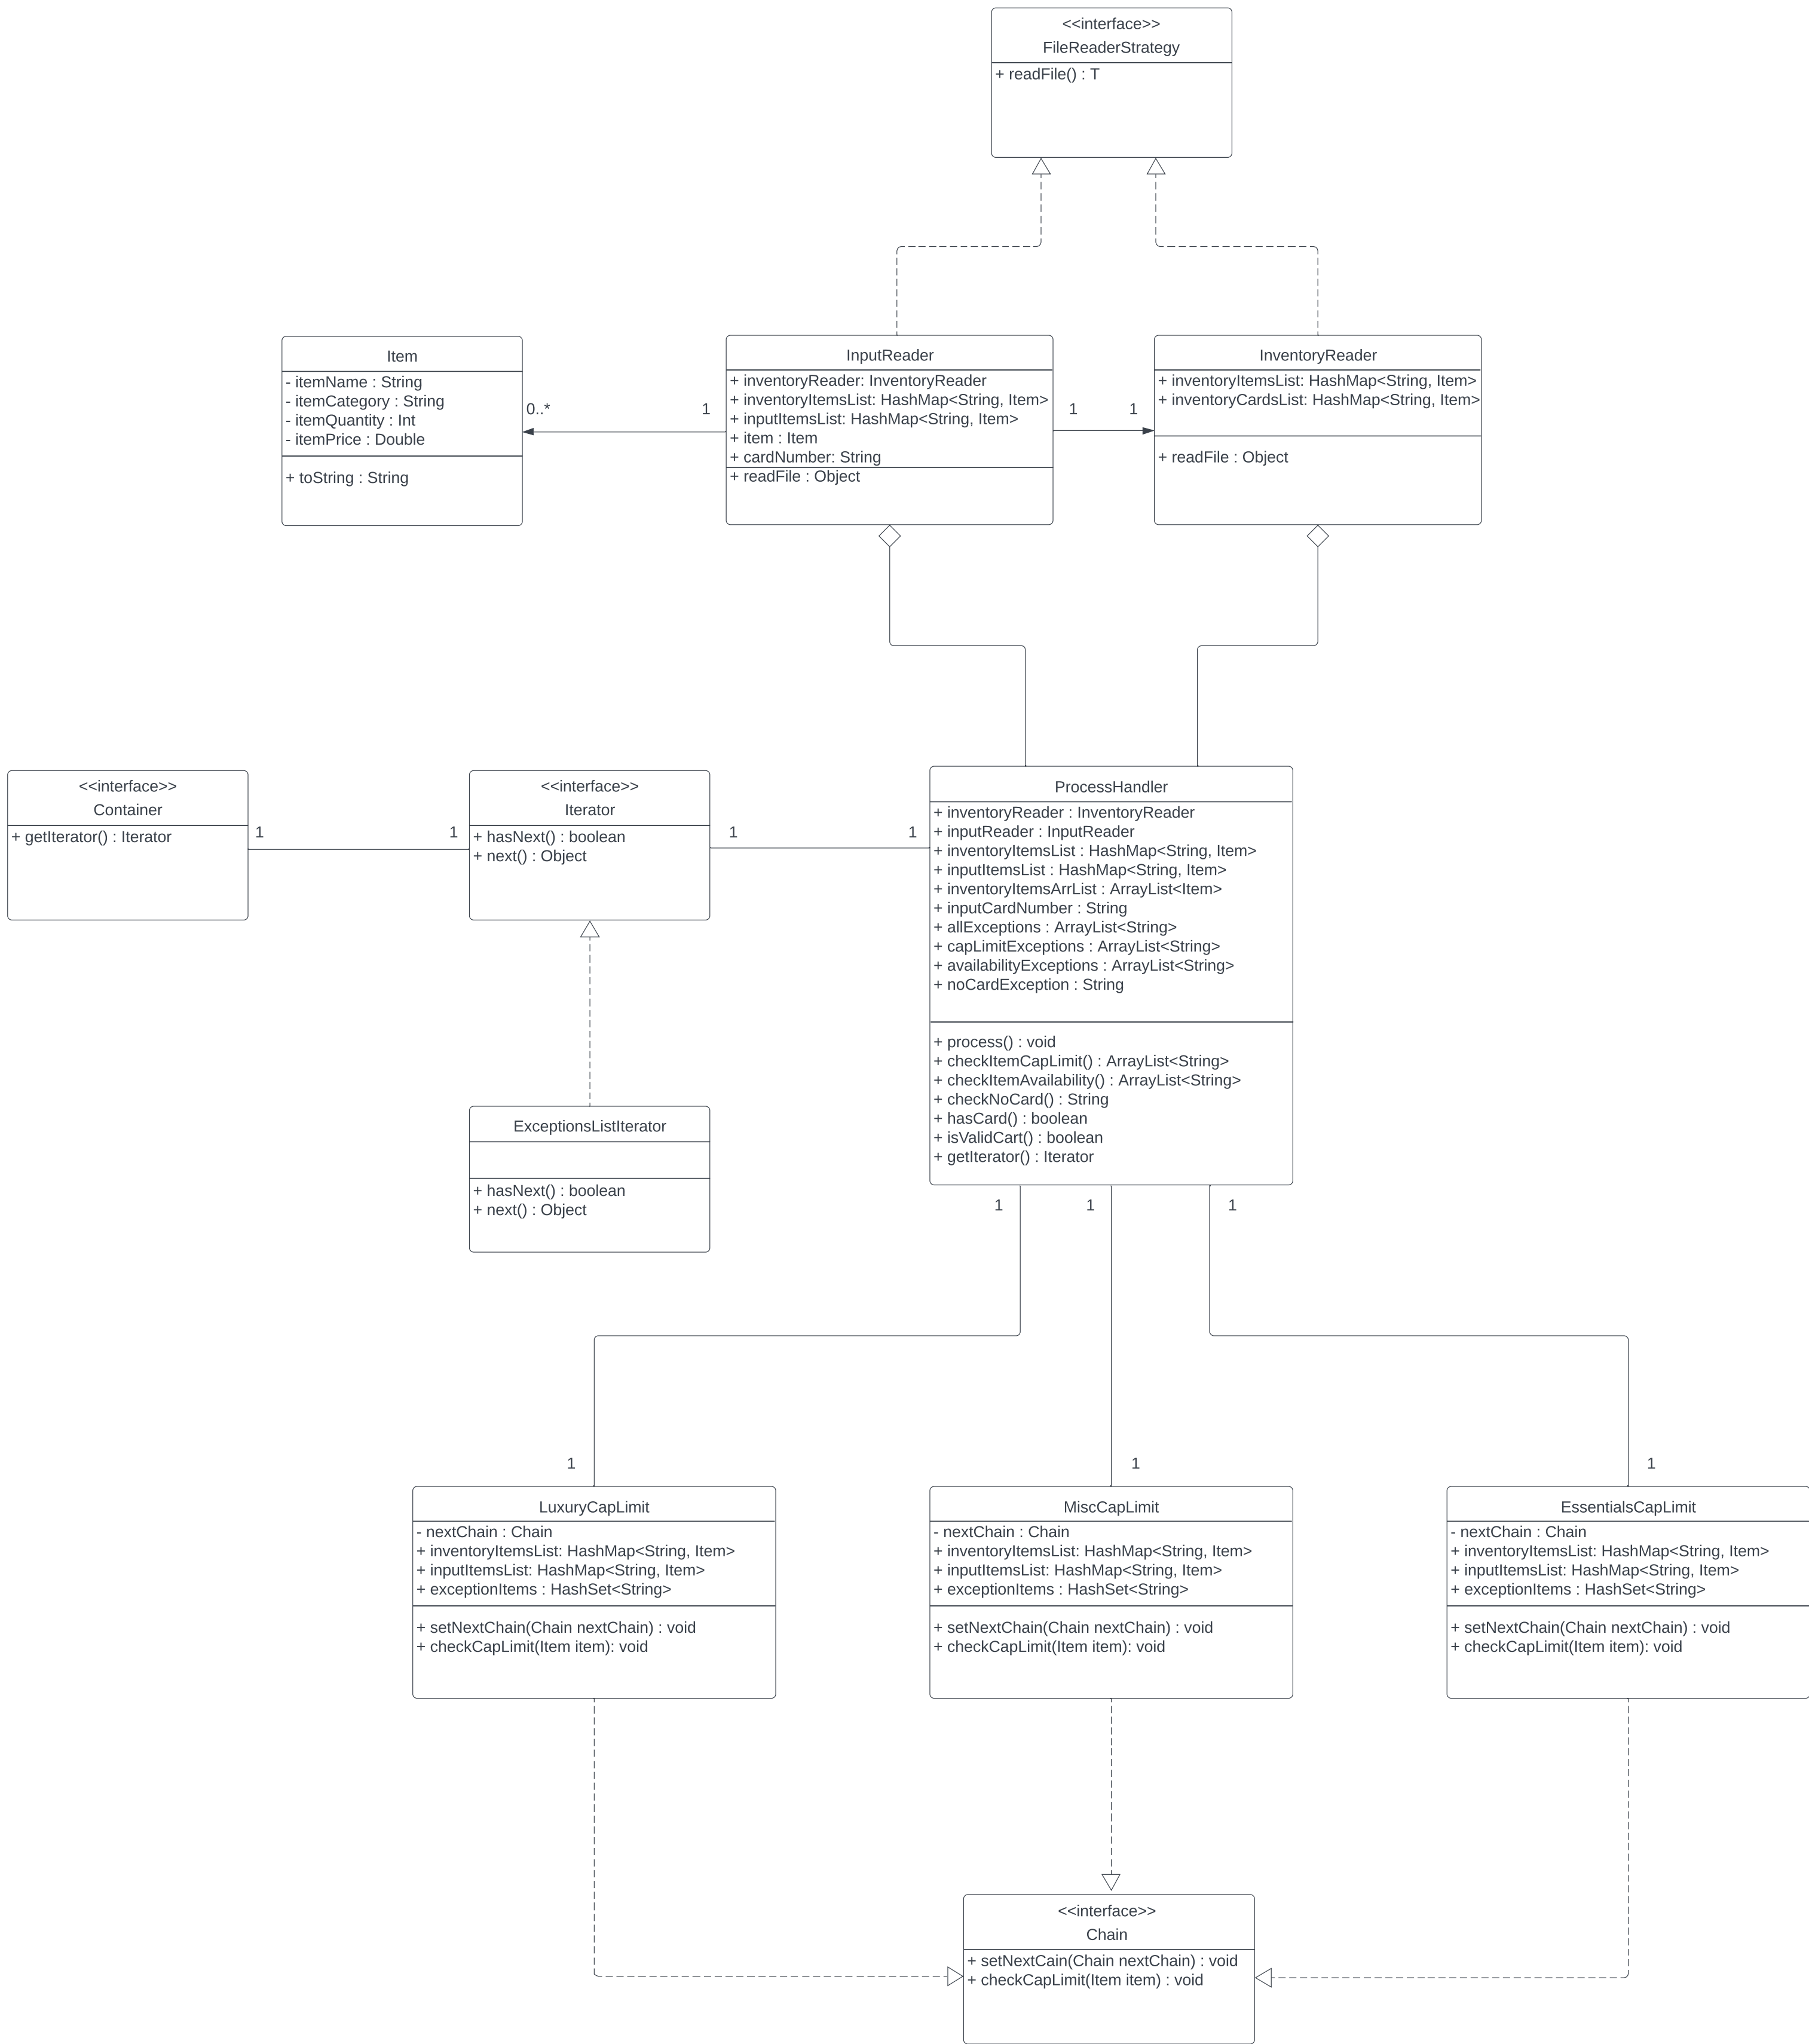 <<interface>>
FileReaderStrategy
+ readFile() : T
Item
- itemName : String
- itemCategory : String
- itemQuantity : Int
- itemPrice : Double
+ toString : String
0..*
1
InputReader
+ inventoryReader: InventoryReader
+ inventoryItemsList: HashMap<String, Item>
+ inputItemsList: HashMap<String, Item>
+ item : Item
+ cardNumber: String
+ readFile : Object
1
1
InventoryReader
+ inventoryItemsList: HashMap<String, Item>
+ inventoryCardsList: HashMap<String, Item>
+ readFile : Object
<<interface>>
Container
+ getIterator() : Iterator
1
1
<<interface>>
Iterator
+ hasNext() : boolean
+ next() : Object
1
1
ProcessHandler
+ inventoryReader : InventoryReader
+ inputReader : InputReader
+ inventoryItemsList : HashMap<String, Item>
+ inputItemsList : HashMap<String, Item>
+ inventoryItemsArrList : ArrayList<Item>
+ inputCardNumber : String
+ allExceptions : ArrayList<String>
+ capLimitExceptions : ArrayList<String>
+ availabilityExceptions : ArrayList<String>
+ noCardException : String
+ process() : void
+ checkItemCapLimit() : ArrayList<String>
+ checkItemAvailability() : ArrayList<String>
+ checkNoCard() : String
+ hasCard() : boolean
+ isValidCart() : boolean
+ getIterator() : Iterator
ExceptionsListIterator
+ hasNext() : boolean
+ next() : Object
1
1
1
1
1
1
LuxuryCapLimit
- nextChain : Chain
+ inventoryItemsList: HashMap<String, Item>
+ inputItemsList: HashMap<String, Item>
+ exceptionItems : HashSet<String>
+ setNextChain(Chain nextChain) : void
+ checkCapLimit(Item item): void
MiscCapLimit
- nextChain : Chain
+ inventoryItemsList: HashMap<String, Item>
+ inputItemsList: HashMap<String, Item>
+ exceptionItems : HashSet<String>
+ setNextChain(Chain nextChain) : void
+ checkCapLimit(Item item): void
EssentialsCapLimit
- nextChain : Chain
+ inventoryItemsList: HashMap<String, Item>
+ inputItemsList: HashMap<String, Item>
+ exceptionItems : HashSet<String>
+ setNextChain(Chain nextChain) : void
+ checkCapLimit(Item item): void
<<interface>>
Chain
+ setNextCain(Chain nextChain) : void
+ checkCapLimit(Item item) : void